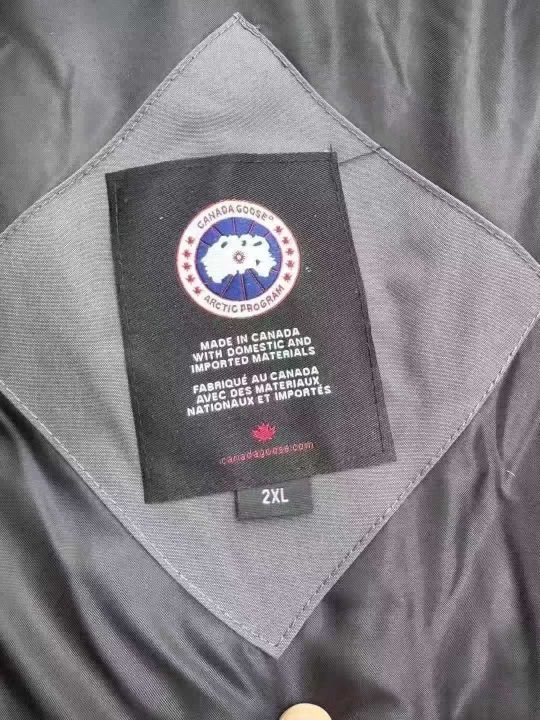 CANADA GOOSE®
ARCTIC PROGRAM
MADE IN CANADA
WITH DOMESTIC AND
IMPORTED MATERIALS
FABRIQUÉ AU CANADA
AVEC DES MATERIAUX
NATIONAUX ET IMPORTÉS
canadagoose.com
2XL